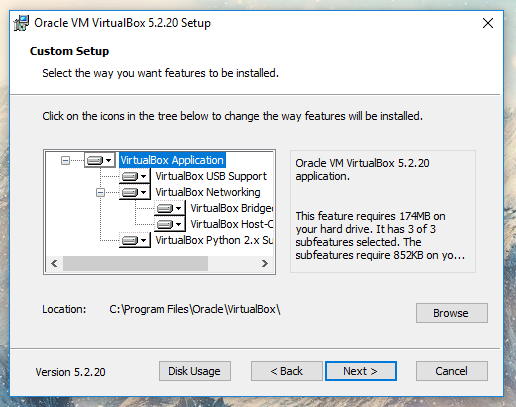 Oracle VM VirtualBox 5.2.20 Setup
Custom Setup
Select the way you want features to be installed.
Click on the icons in the tree below to change the way features will be installed.
VirtualBox Application
VirtualBox USB Support
VirtualBox Networking
VirtualBox Bridge
VirtualBox Host-C
VirtualBox Python 2.x Su
Oracle VM VirtualBox 5.2.20
application.
This feature requires 174MB on
your hard drive. It has 3 of 3
subfeatures selected. The
subfeatures require 852KB on yo...
Location: C:\Program Files\Oracle\VirtualBox\
Browse
Version 5.2.20
Disk Usage
< Back
Next >
Cancel